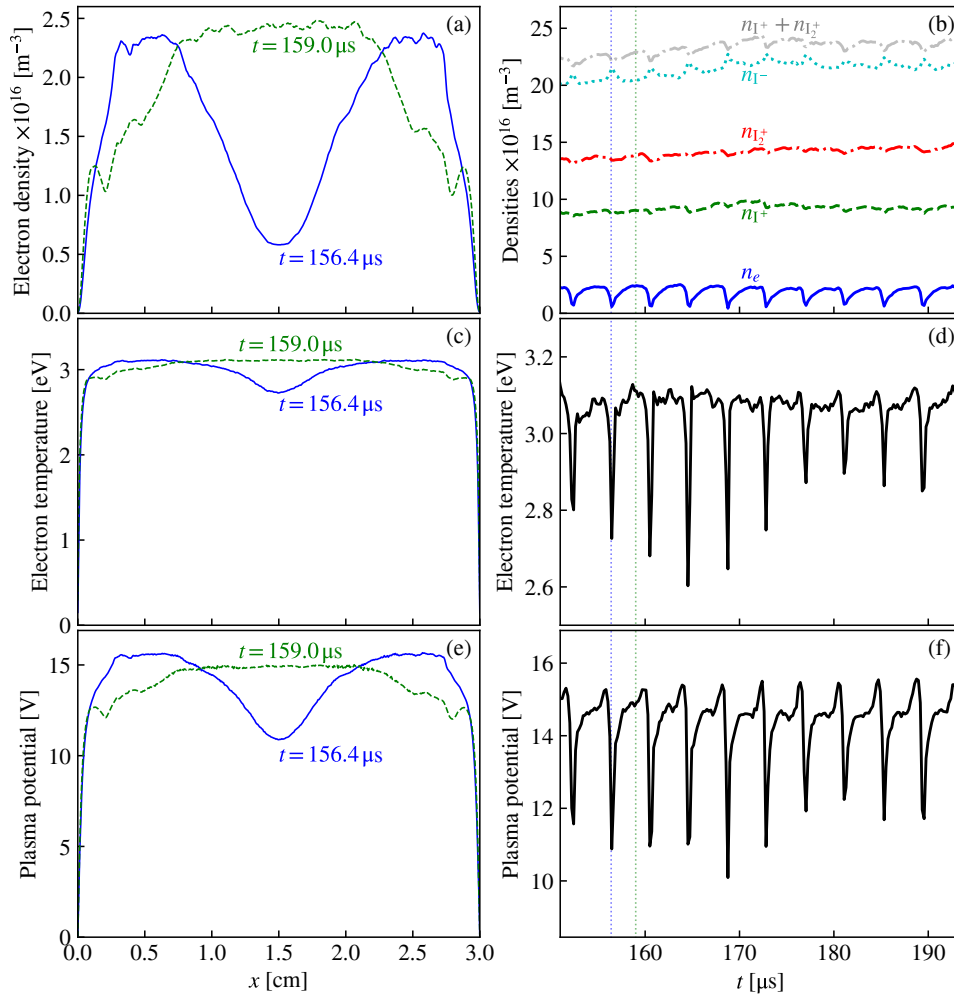 (a)
t = 159.0 μs
t = 156.4 μs
Electron density ×10¹⁶ [m⁻³]
0.0
0.5
1.0
1.5
2.0
2.5
(b)
n_I⁺ + n_I₂⁺
n_I⁻
n_I₂⁺
n_I⁺
n_e
Densities ×10¹⁶ [m⁻³]
0
5
10
15
20
25
(c)
t = 159.0 μs
t = 156.4 μs
Electron temperature [eV]
0
1
2
3
(d)
Electron temperature [eV]
2.6
2.8
3.0
3.2
(e)
t = 159.0 μs
t = 156.4 μs
Plasma potential [V]
0
5
10
15
0.0 0.5 1.0 1.5 2.0 2.5 3.0
x [cm]
(f)
Plasma potential [V]
10
12
14
16
160 170 180 190
t [μs]